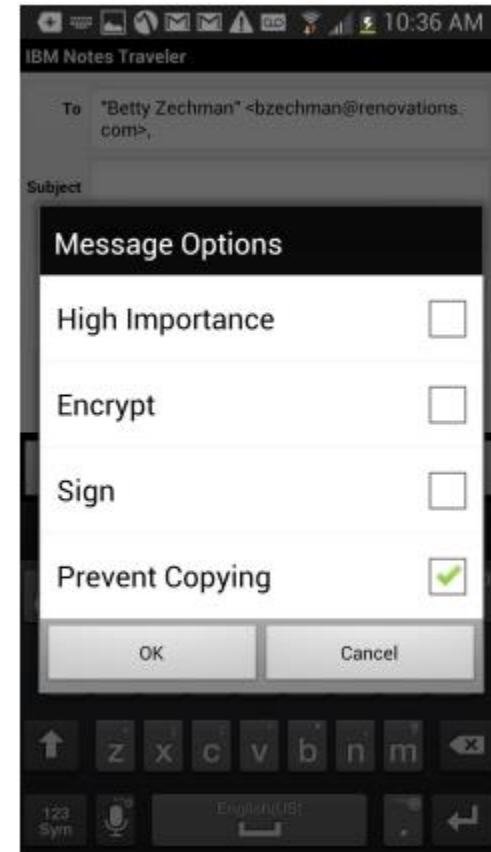 10:36 AM
IBM Notes Traveler
To "Betty Zechman" <bzechman@renovations.
com>,
Subject
Message Options
High Importance
Encrypt
Sign
Prevent Copying
OK Cancel
z x c v b n m
123
Sym English(US) .